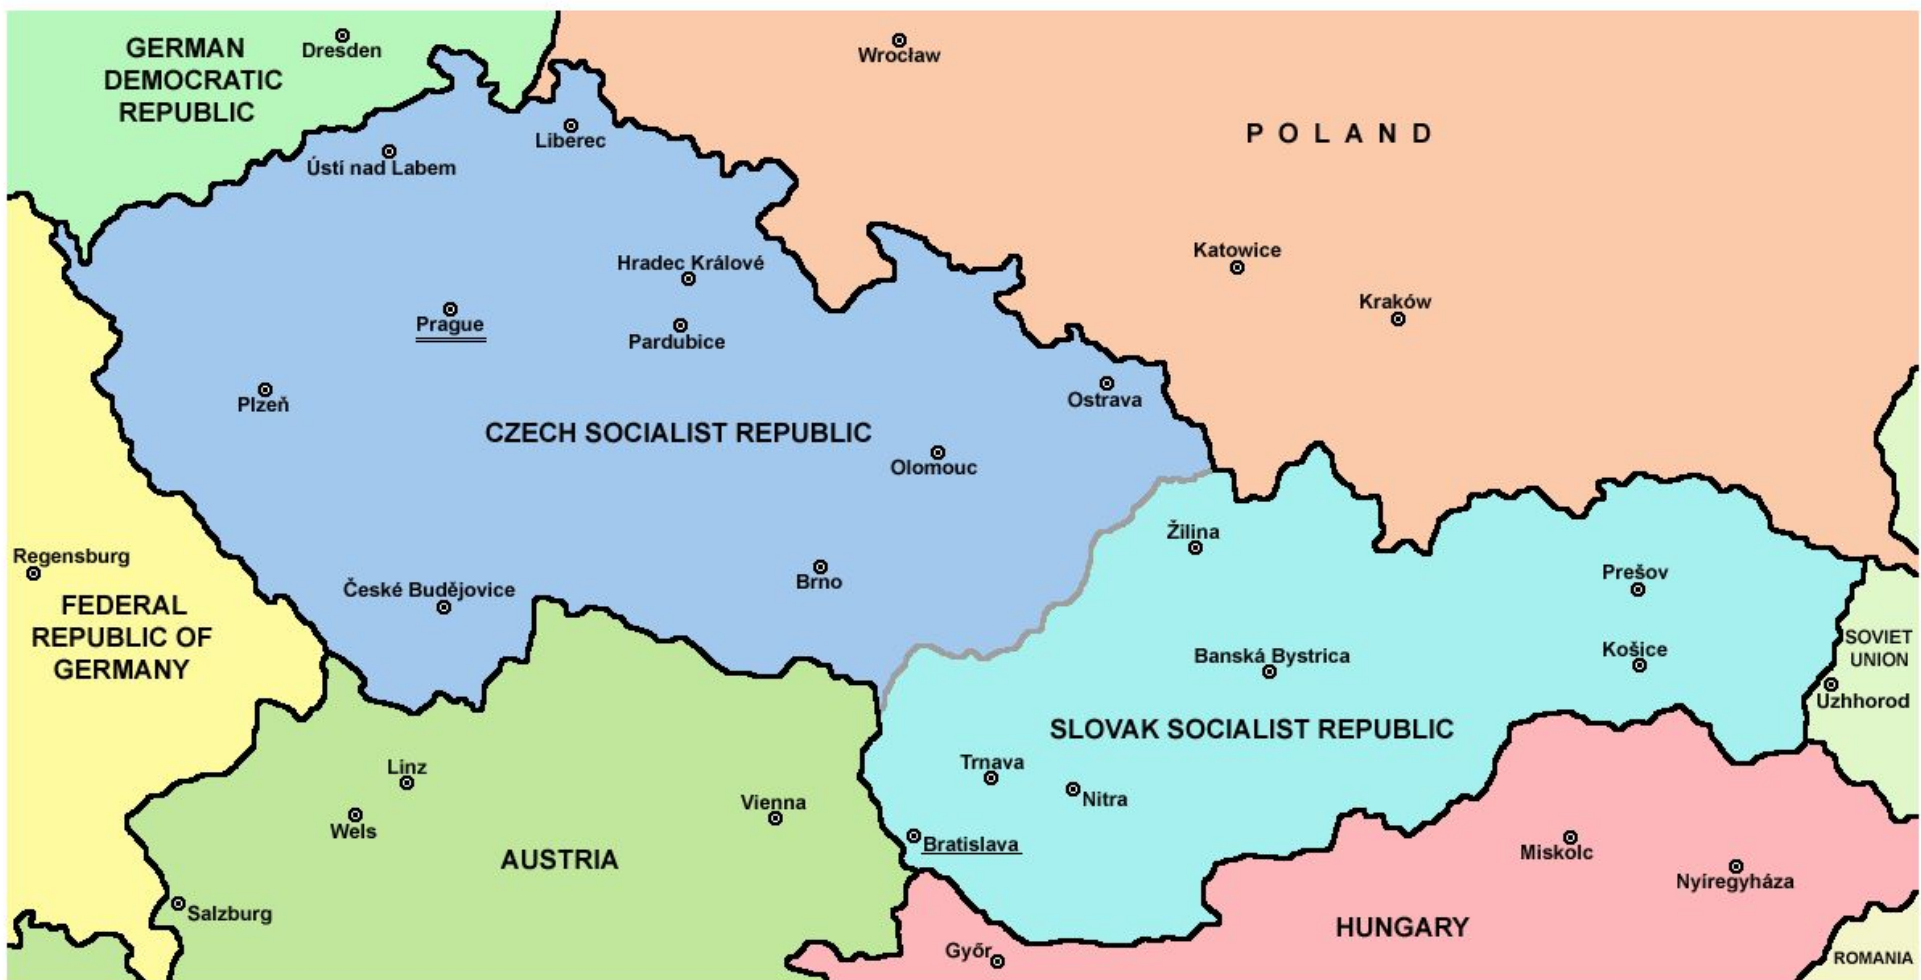 GERMAN
DEMOCRATIC
REPUBLIC
Dresden
Wrocław
POLAND
Liberec
Ústí nad Labem
Katowice
Hradec Králové
Kraków
Prague
Pardubice
Plzeň
Ostrava
CZECH SOCIALIST REPUBLIC
Olomouc
Žilina
Regensburg
Brno
Prešov
České Budějovice
FEDERAL
REPUBLIC OF
GERMANY
SOVIET
UNION
Košice
Banská Bystrica
Uzhhorod
SLOVAK SOCIALIST REPUBLIC
Trnava
Linz
Nitra
Vienna
Wels
Bratislava
Miskolc
AUSTRIA
Nyíregyháza
Salzburg
HUNGARY
Győr
ROMANIA